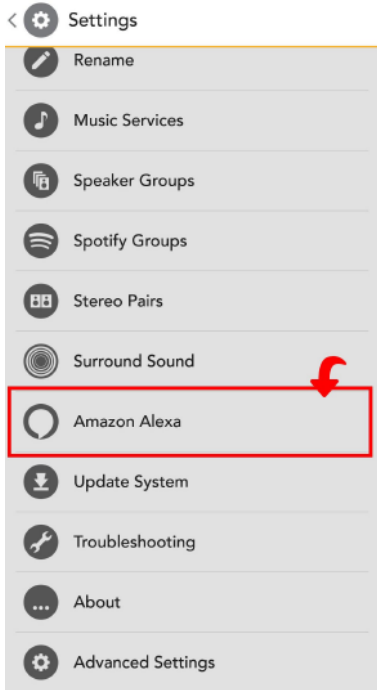 Settings
Rename
Music Services
Speaker Groups
Spotify Groups
Stereo Pairs
Surround Sound
Amazon Alexa
Update System
Troubleshooting
About
Advanced Settings